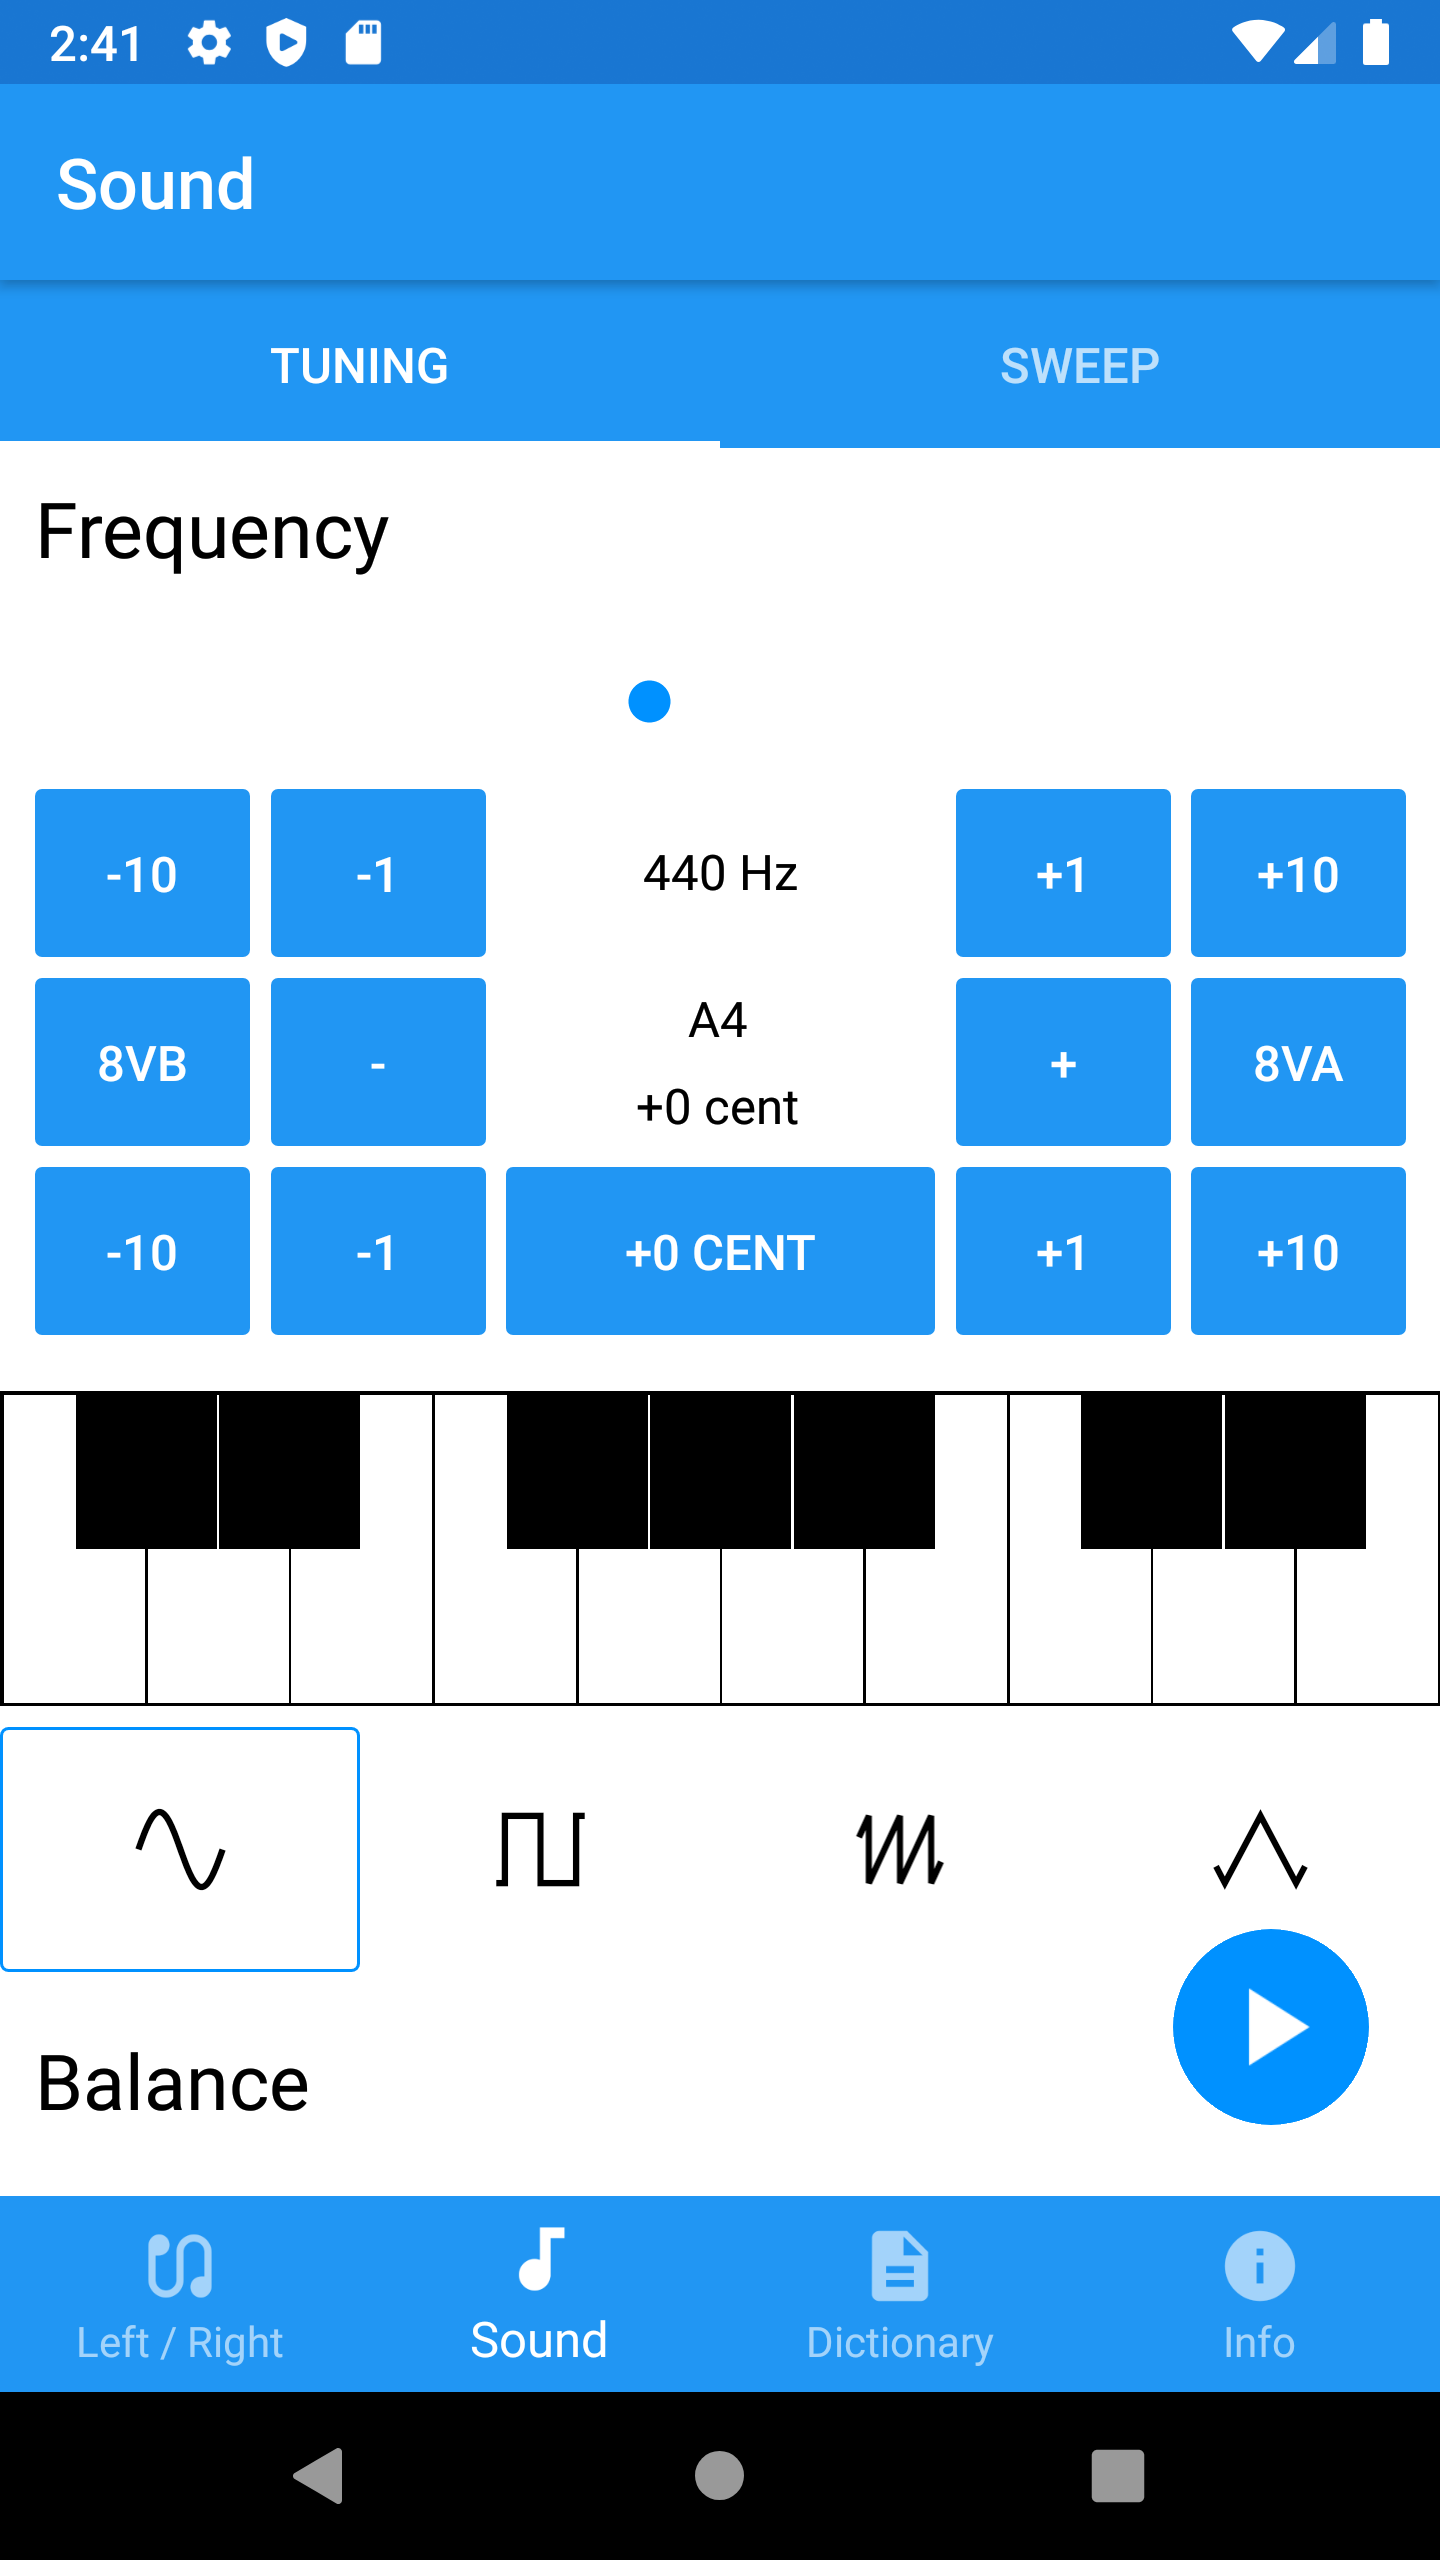 2:41
Sound
TUNING
SWEEP
Frequency
-10
-1
440 Hz
+1
+10
8VB
-
A4
+0 cent
+
8VA
-10
-1
+0 CENT
+1
+10
Balance
Left / Right
Sound
Dictionary
Info